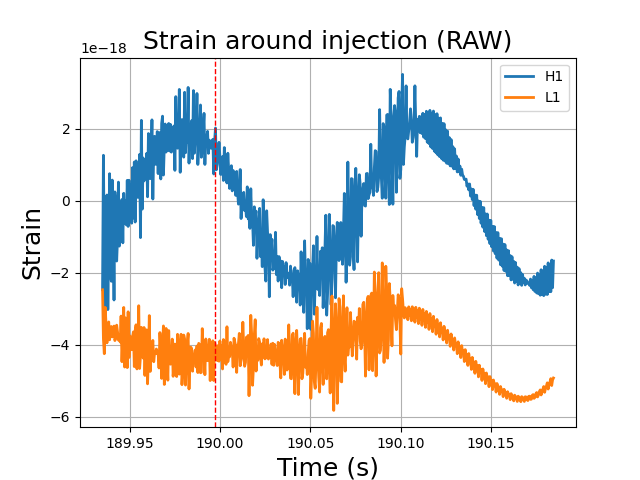 Strain around injection (RAW)
1e−18
H1
L1
2
0
−2
−4
−6
Strain
189.95 190.00 190.05 190.10 190.15
Time (s)